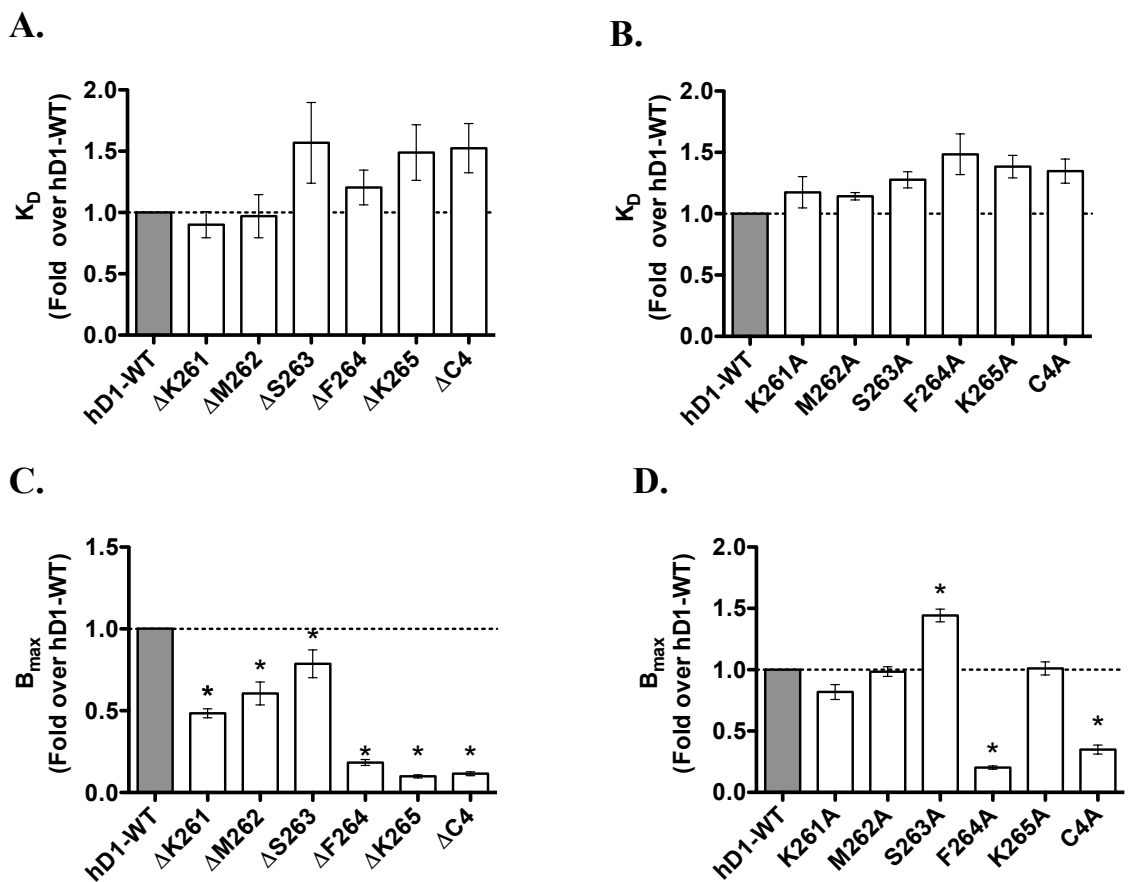 A.
K_D
(Fold over hD1-WT)
2.0
1.5
1.0
0.5
0.0
hD1-WT
ΔK261
ΔM262
ΔS263
ΔF264
ΔK265
ΔC4
B.
K_D
(Fold over hD1-WT)
2.0
1.5
1.0
0.5
0.0
hD1-WT
K261A
M262A
S263A
F264A
K265A
C4A
C.
B_max
(Fold over hD1-WT)
1.5
1.0
0.5
0.0
*
*
*
*
*
*
hD1-WT
ΔK261
ΔM262
ΔS263
ΔF264
ΔK265
ΔC4
D.
B_max
(Fold over hD1-WT)
2.0
1.5
1.0
0.5
0.0
*
*
*
hD1-WT
K261A
M262A
S263A
F264A
K265A
C4A